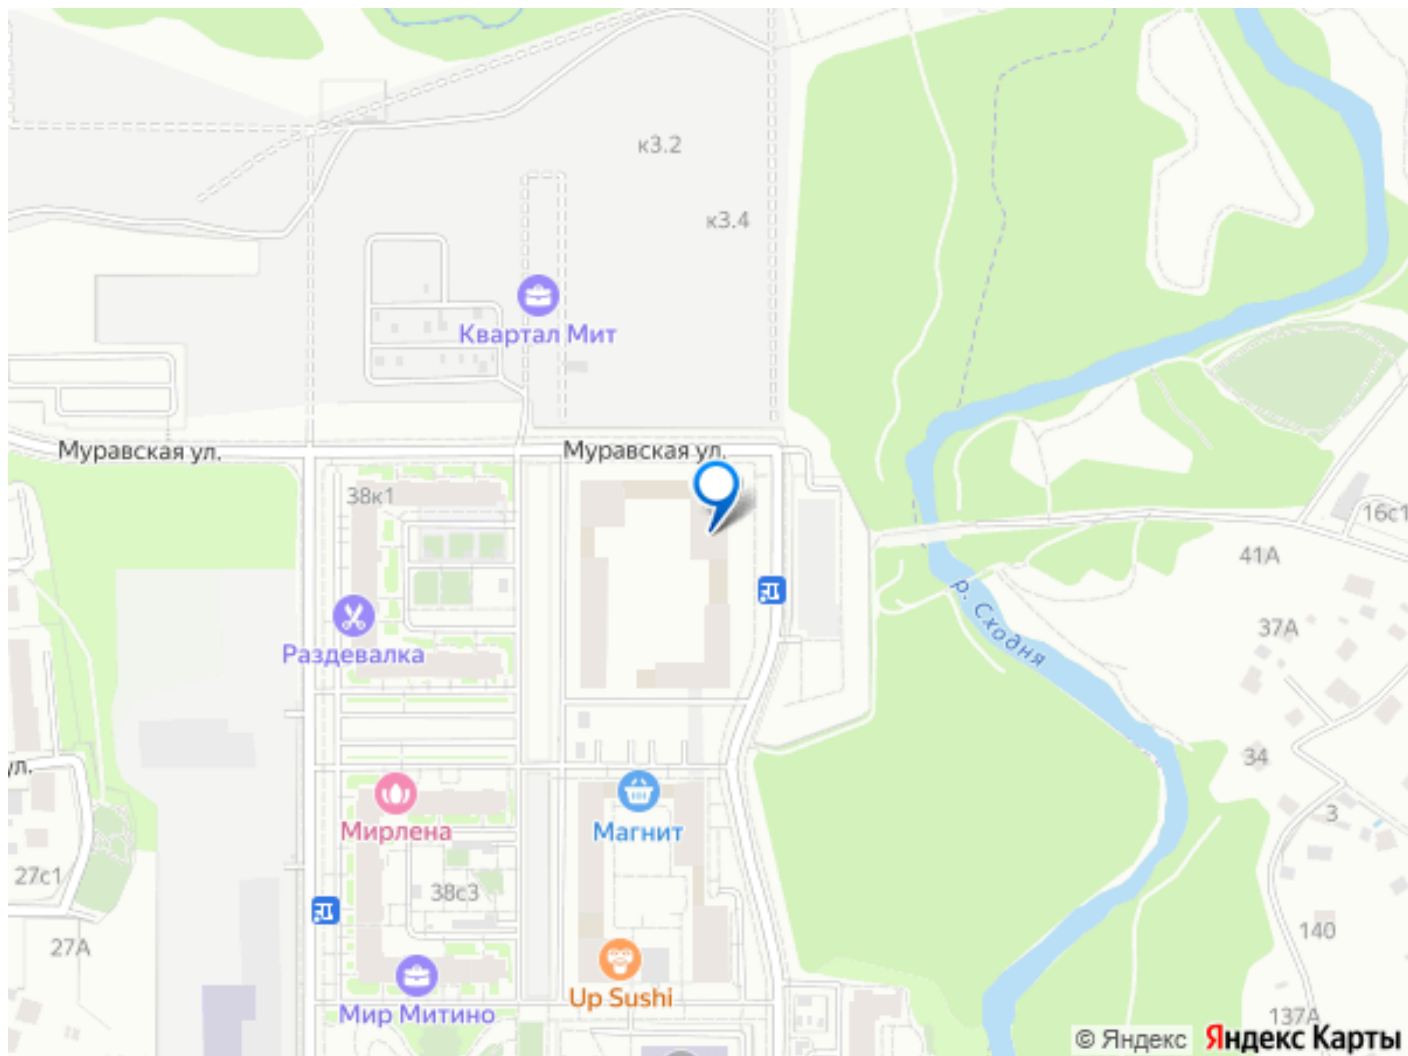 к3.2
к3.4
Квартал Мит
Муравская ул.
Муравская ул.
38к1
16с1
41А
р. Сходня
37А
Раздевалка
34
ул.
Мирлена
Магнит
3
27с1
38с3
140
27А
Up Sushi
Мир Митино
137А
© Яндекс Яндекс Карты